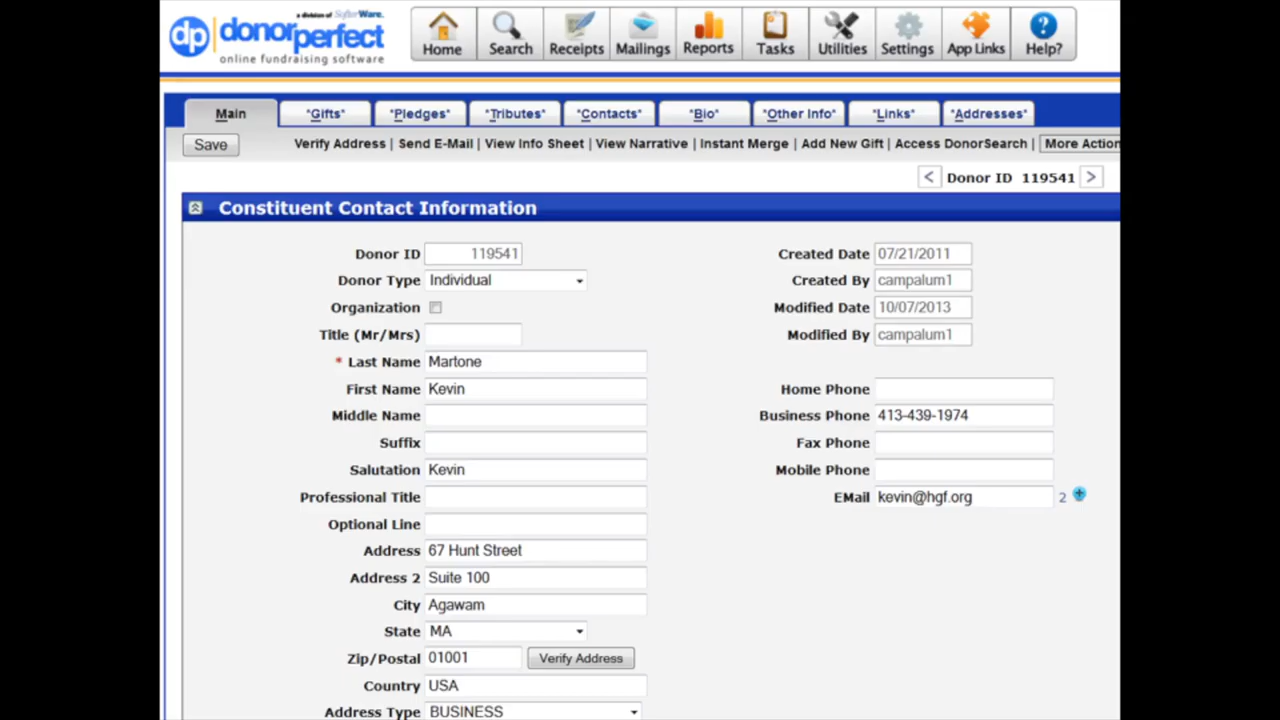 a division of SofterWare.
dp donorperfect
online fundraising software
Home Search Receipts Mailings Reports Tasks Utilities Settings App Links Help?
Main *Gifts* *Pledges* *Tributes* *Contacts* *Bio* *Other Info* *Links* *Addresses*
Save Verify Address | Send E-Mail | View Info Sheet | View Narrative | Instant Merge | Add New Gift | Access DonorSearch | More Action
< Donor ID 119541 >
Constituent Contact Information
Donor ID 119541
Donor Type Individual
Organization
Title (Mr/Mrs)
* Last Name Martone
First Name Kevin
Middle Name
Suffix
Salutation Kevin
Professional Title
Optional Line
Address 67 Hunt Street
Address 2 Suite 100
City Agawam
State MA
Zip/Postal 01001 Verify Address
Country USA
Address Type BUSINESS
Created Date 07/21/2011
Created By campalum1
Modified Date 10/07/2013
Modified By campalum1
Home Phone
Business Phone 413-439-1974
Fax Phone
Mobile Phone
EMail kevin@hgf.org 2